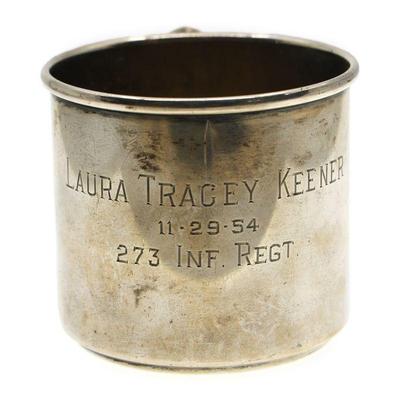 LAURA TRACEY KEENER
11-29-54
273 INF. REGT.